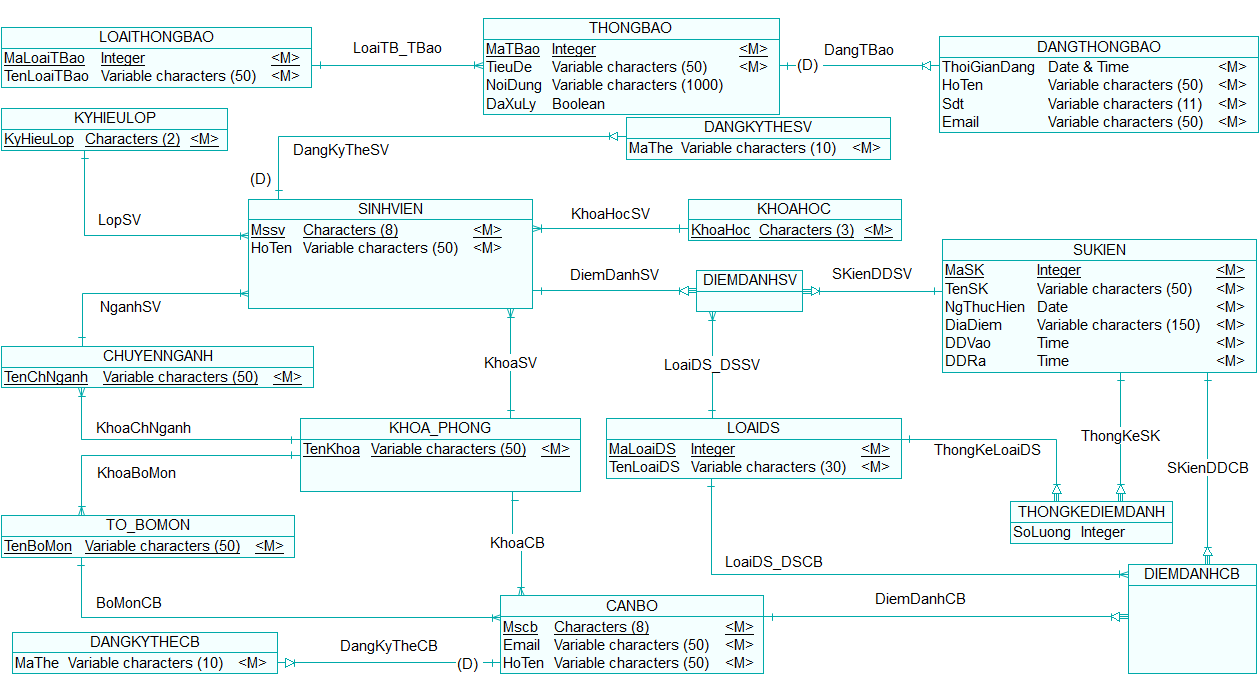 LOAITHONGBAO
MaLoaiTBao Integer <M>
TenLoaiTBao Variable characters (50) <M>
LoaiTB_TBao
THONGBAO
MaTBao Integer <M>
TieuDe Variable characters (50) <M>
NoiDung Variable characters (1000)
DaXuLy Boolean
DangTBao
(D)
DANGTHONGBAO
ThoiGianDang Date & Time <M>
HoTen Variable characters (50) <M>
Sdt Variable characters (11) <M>
Email Variable characters (50) <M>
KYHIEULOP
KyHieuLop Characters (2) <M>
DANGKYTHESV
MaThe Variable characters (10) <M>
DangKyTheSV
(D)
LopSV
SINHVIEN
Mssv Characters (8) <M>
HoTen Variable characters (50) <M>
KhoaHocSV
KHOAHOC
KhoaHoc Characters (3) <M>
DiemDanhSV
DIEMDANHSV
SKienDDSV
SUKIEN
MaSK Integer <M>
TenSK Variable characters (50) <M>
NgThucHien Date <M>
DiaDiem Variable characters (150) <M>
DDVao Time <M>
DDRa Time <M>
NganhSV
CHUYENNGANH
TenChNganh Variable characters (50) <M>
KhoaSV
LoaiDS_DSSV
KhoaChNganh
KHOA_PHONG
TenKhoa Variable characters (50) <M>
LOAIDS
MaLoaiDS Integer <M>
TenLoaiDS Variable characters (30) <M>
ThongKeLoaiDS
ThongKeSK
SKienDDCB
KhoaBoMon
THONGKEDIEMDANH
SoLuong Integer
TO_BOMON
TenBoMon Variable characters (50) <M>
KhoaCB
LoaiDS_DSCB
DIEMDANHCB
BoMonCB
CANBO
Mscb Characters (8) <M>
Email Variable characters (50) <M>
HoTen Variable characters (50) <M>
DiemDanhCB
DANGKYTHECB
MaThe Variable characters (10) <M>
DangKyTheCB
(D)